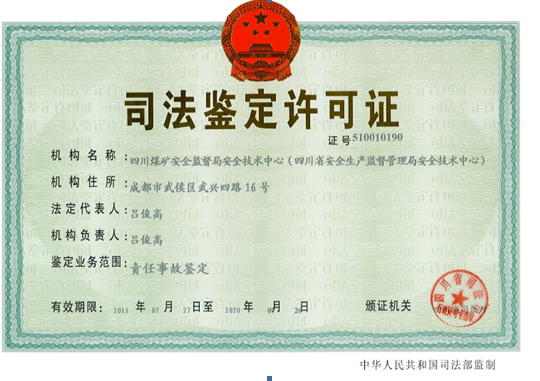 司法鉴定许可证
证号510010190
机构名称：四川煤矿安全监督局安全技术中心（四川省安全生产监督管理局安全技术中心）
机构住所：成都市武侯区武兴四路16号
法定代表人：吕俊高
机构负责人：吕俊高
鉴定业务范围：责任事故鉴定
有效期限：2015 年 07 月 27 日至 2020 年 月 26 日 颁证机关
四川省司法厅
中华人民共和国司法部监制